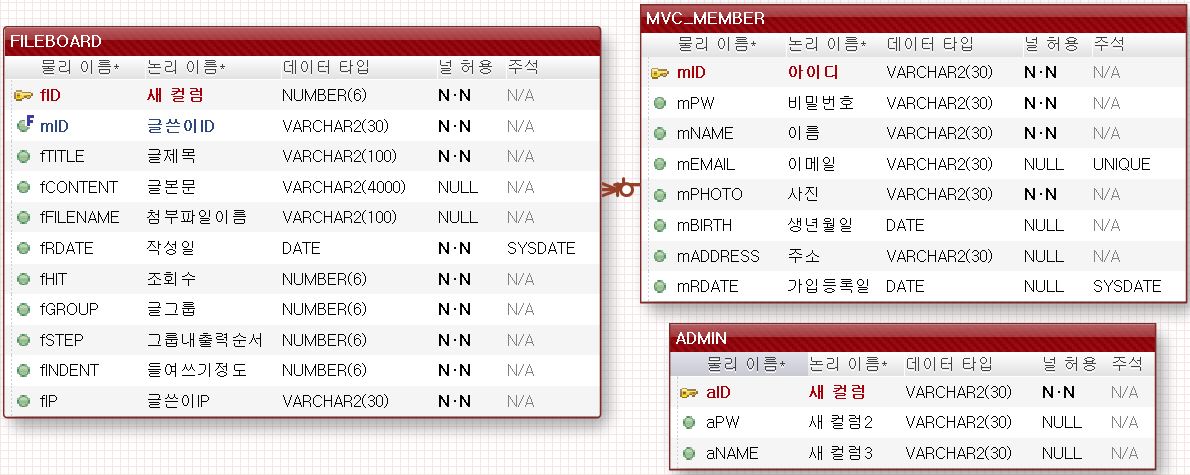 FILEBOARD
물리 이름* 논리 이름* 데이터 타입 널 허용 주석
fID 새 컬럼 NUMBER(6) N·N N/A
mID 글쓴이ID VARCHAR2(30) N·N N/A
fTITLE 글제목 VARCHAR2(100) N·N N/A
fCONTENT 글본문 VARCHAR2(4000) NULL N/A
fFILENAME 첨부파일이름 VARCHAR2(100) NULL N/A
fRDATE 작성일 DATE N·N SYSDATE
fHIT 조회수 NUMBER(6) N·N N/A
fGROUP 글그룹 NUMBER(6) N·N N/A
fSTEP 그룹내출력순서 NUMBER(6) N·N N/A
fINDENT 들여쓰기정도 NUMBER(6) N·N N/A
fIP 글쓴이IP VARCHAR2(30) N·N N/A
MVC_MEMBER
물리 이름* 논리 이름* 데이터 타입 널 허용 주석
mID 아이디 VARCHAR2(30) N·N N/A
mPW 비밀번호 VARCHAR2(30) N·N N/A
mNAME 이름 VARCHAR2(30) N·N N/A
mEMAIL 이메일 VARCHAR2(30) NULL UNIQUE
mPHOTO 사진 VARCHAR2(30) N·N N/A
mBIRTH 생년월일 DATE NULL N/A
mADDRESS 주소 VARCHAR2(30) NULL N/A
mRDATE 가입등록일 DATE NULL SYSDATE
ADMIN
물리 이름* 논리 이름* 데이터 타입 널 허용 주석
aID 새 컬럼 VARCHAR2(30) N·N N/A
aPW 새 컬럼2 VARCHAR2(30) NULL N/A
aNAME 새 컬럼3 VARCHAR2(30) NULL N/A